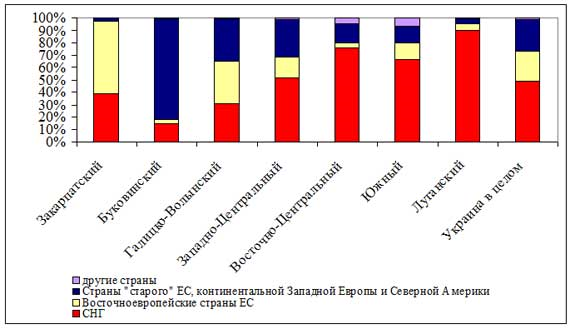 100%
90%
80%
70%
60%
50%
40%
30%
20%
10%
0%
Закарпатский
Буковинский
Галицко-Волынский
Западно-Центральный
Восточно-Центральный
Южный
Луганский
Украина в целом
другие страны
Страны "старого" ЕС, континентальной Западной Европы и Северной Америки
Восточноевропейские страны ЕС
СНГ